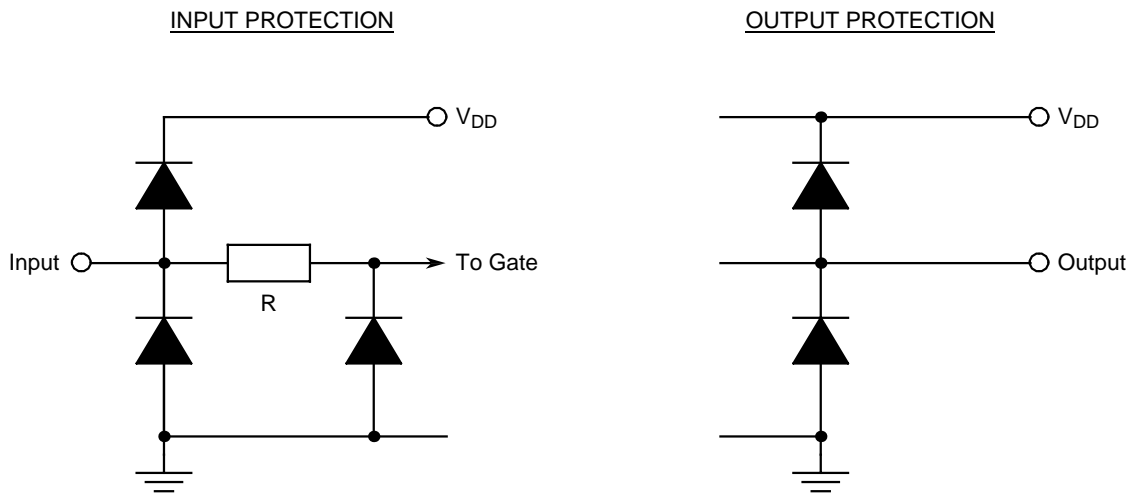 INPUT PROTECTION
V_DD
Input
To Gate
R
OUTPUT PROTECTION
V_DD
Output